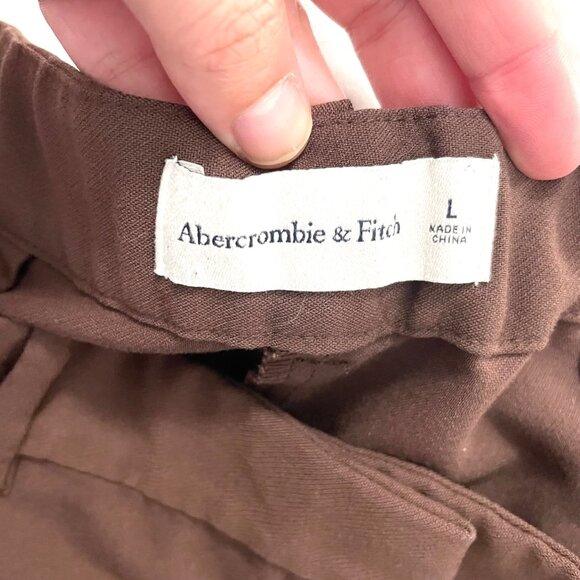 Abercrombie & Fitch
L
MADE IN
CHINA